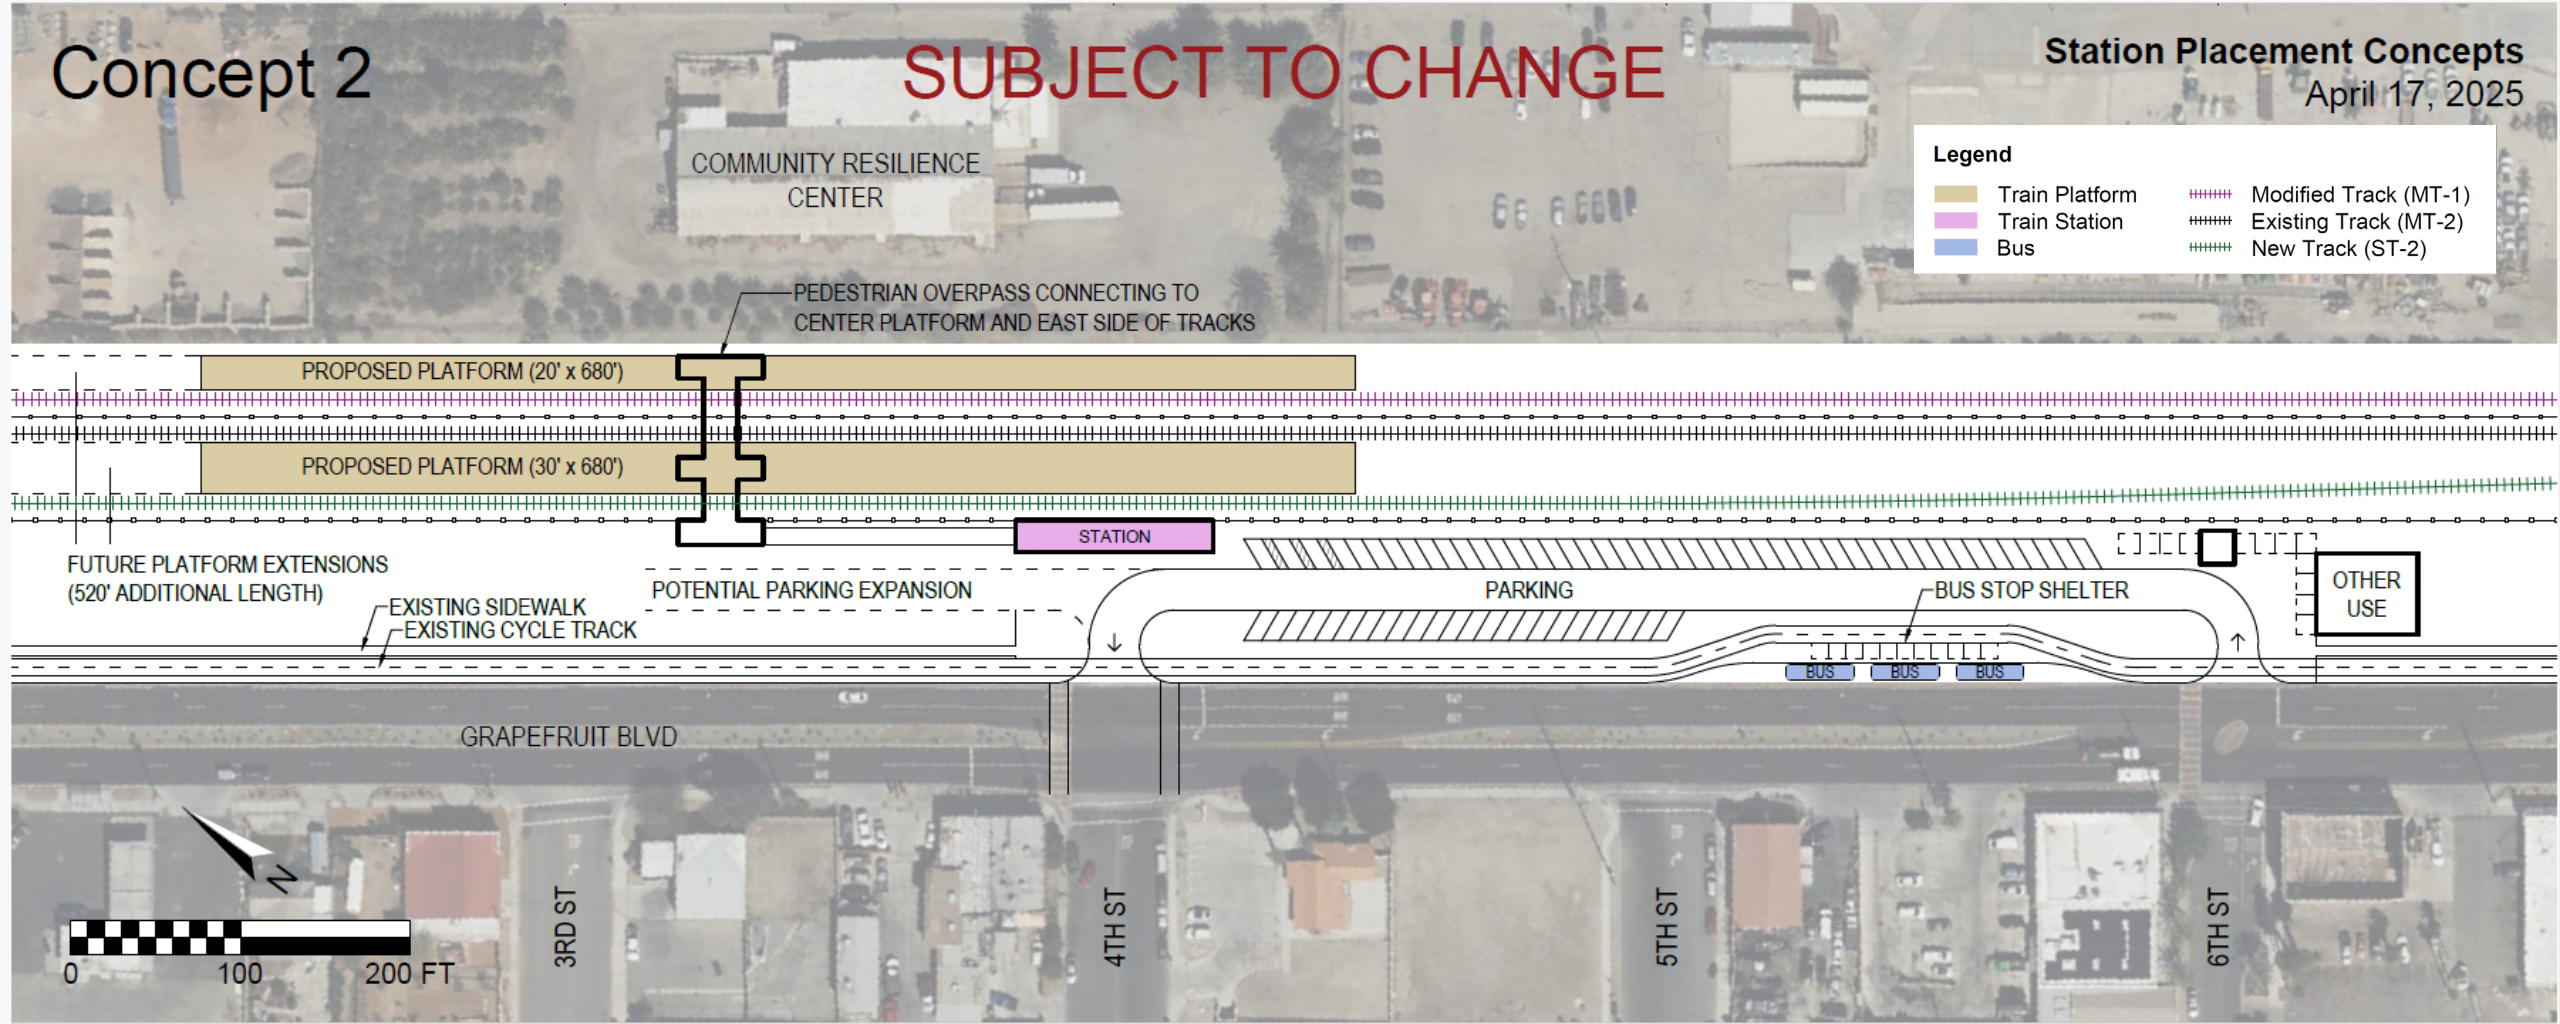 Concept 2
SUBJECT TO CHANGE
Station Placement Concepts
April 17, 2025
Legend
Train Platform
Train Station
Bus
Modified Track (MT-1)
Existing Track (MT-2)
New Track (ST-2)
COMMUNITY RESILIENCE
CENTER
PEDESTRIAN OVERPASS CONNECTING TO
CENTER PLATFORM AND EAST SIDE OF TRACKS
PROPOSED PLATFORM (20' x 680')
PROPOSED PLATFORM (30' x 680')
STATION
FUTURE PLATFORM EXTENSIONS
(520' ADDITIONAL LENGTH)
POTENTIAL PARKING EXPANSION
PARKING
BUS STOP SHELTER
OTHER
USE
EXISTING SIDEWALK
EXISTING CYCLE TRACK
BUS
BUS
BUS
GRAPEFRUIT BLVD
N
3RD ST
4TH ST
5TH ST
6TH ST
0 100 200 FT